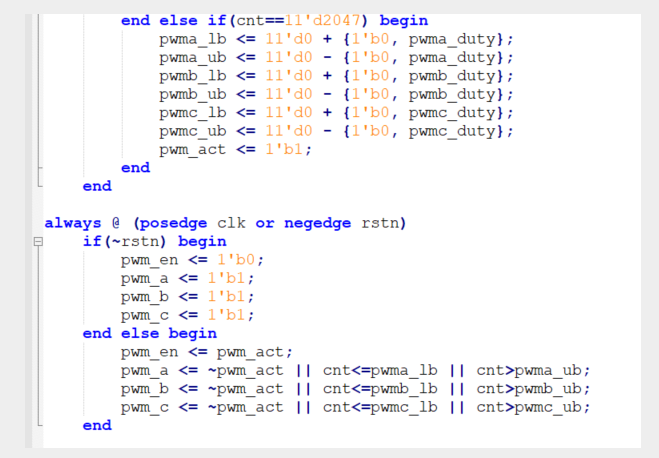 end else if(cnt==11'd2047) begin
pwma_lb <= 11'd0 + {1'b0, pwma_duty};
pwma_ub <= 11'd0 - {1'b0, pwma_duty};
pwmb_lb <= 11'd0 + {1'b0, pwmb_duty};
pwmb_ub <= 11'd0 - {1'b0, pwmb_duty};
pwmc_lb <= 11'd0 + {1'b0, pwmc_duty};
pwmc_ub <= 11'd0 - {1'b0, pwmc_duty};
pwm_act <= 1'b1;
end
end
always @ (posedge clk or negedge rstn)
if(~rstn) begin
pwm_en <= 1'b0;
pwm_a <= 1'b1;
pwm_b <= 1'b1;
pwm_c <= 1'b1;
end else begin
pwm_en <= pwm_act;
pwm_a <= ~pwm_act || cnt<=pwma_lb || cnt>pwma_ub;
pwm_b <= ~pwm_act || cnt<=pwmb_lb || cnt>pwmb_ub;
pwm_c <= ~pwm_act || cnt<=pwmc_lb || cnt>pwmc_ub;
end